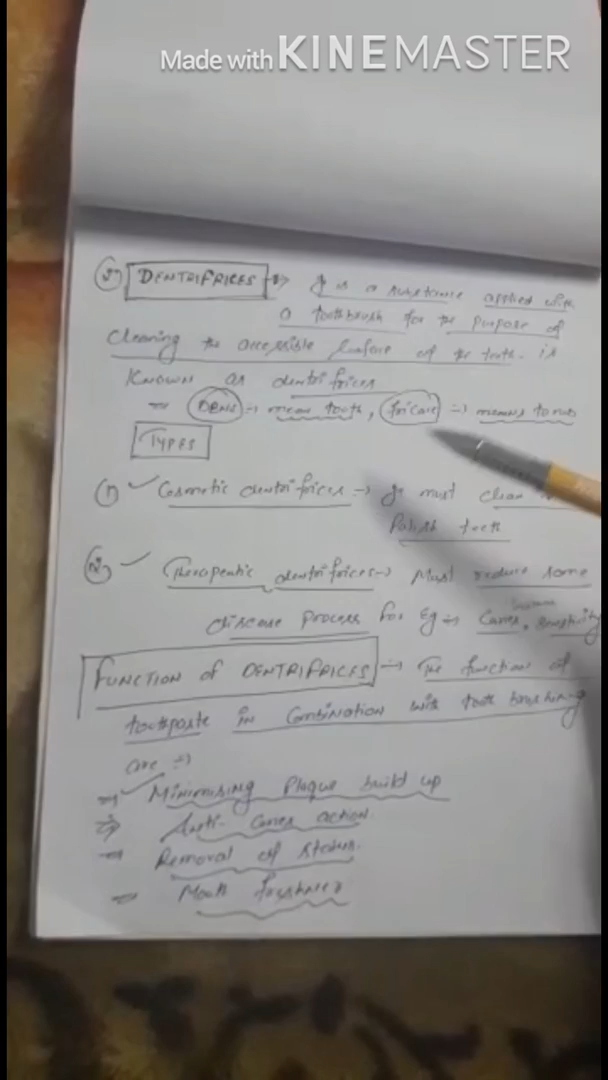 Made with KINEMASTER
DENTRIFRICES It is a substance applied with
a toothbrush for the purpose of
cleaning the accessible surface of the teeth. is
KNOWN as dentrifrices
DENS → mean tooth, fricare → means to rub
TYPES
① Cosmetic dentrifrices → It must clean
Polish teeth
② Therapeutic dentrifrices → Must reduce some
disease process for Eg → Caries, Sensitivity
FUNCTION OF DENTRIFRICES → The function of
toothpaste in Combination with tooth brushing
are →
Minimising Plaque build up
Anti-Caries action
Removal of
Mouth freshner